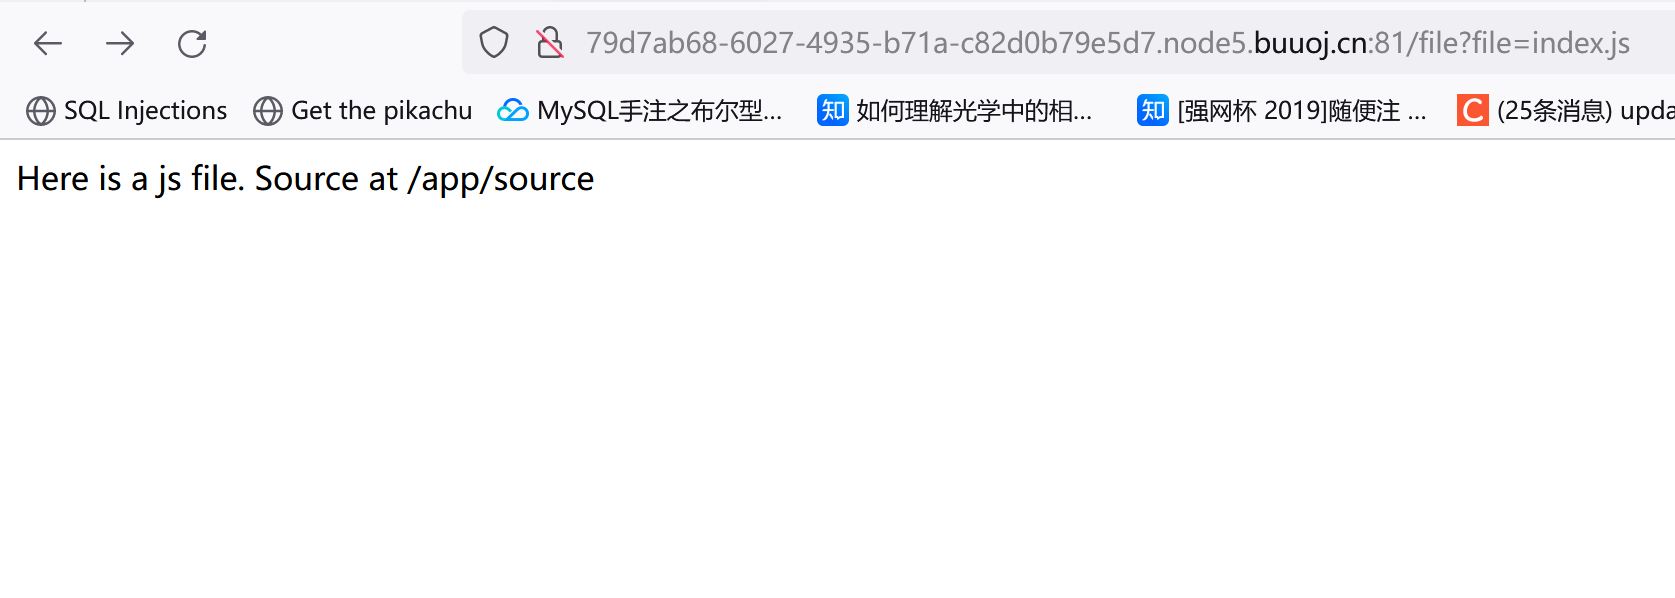 79d7ab68-6027-4935-b71a-c82d0b79e5d7.node5.buuoj.cn:81/file?file=index.js
SQL Injections Get the pikachu MySQL手注之布尔型... 知 如何理解光学中的相... 知 [强网杯 2019]随便注 ... C (25条消息) upda
Here is a js file. Source at /app/source